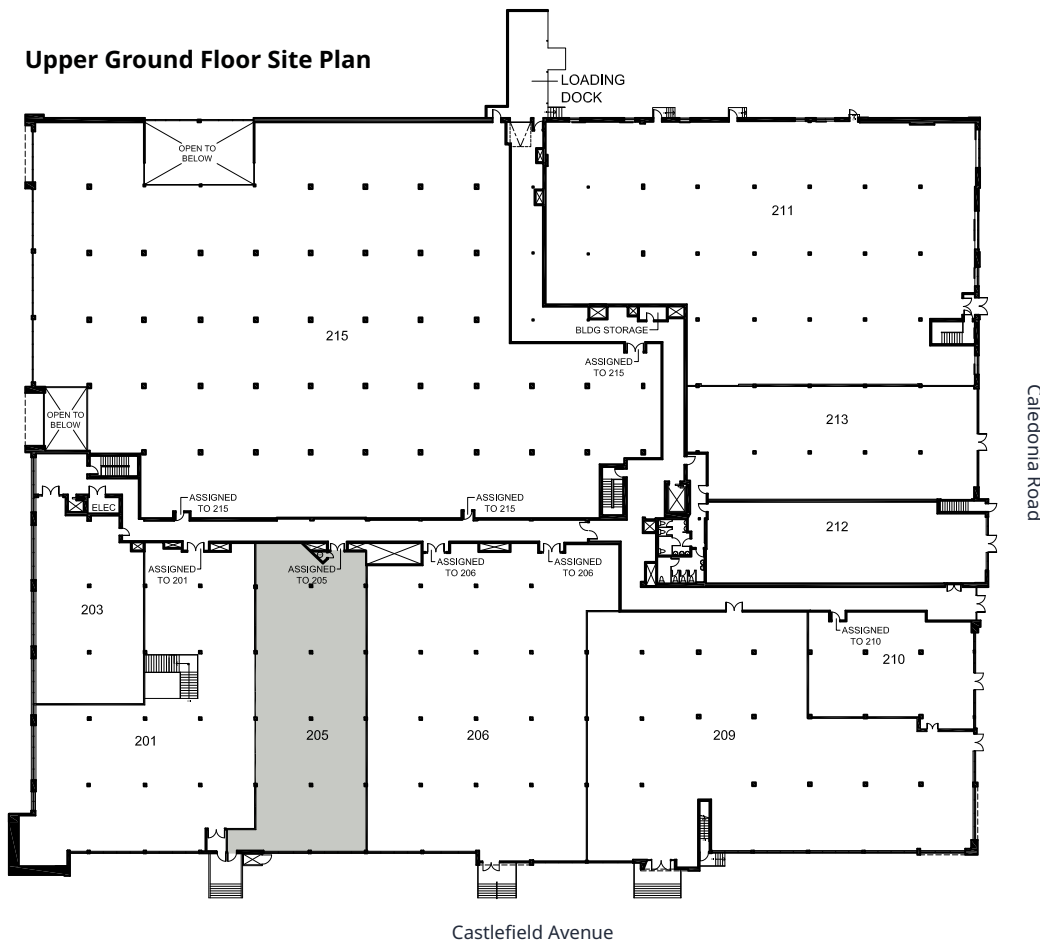 Upper Ground Floor Site Plan
LOADING
DOCK
OPEN TO
BELOW
211
215
BLDG STORAGE
ASSIGNED
TO 215
OPEN TO
BELOW
213
Caledonia Road
ELEC
ASSIGNED
TO 215
ASSIGNED
TO 215
212
ASSIGNED
TO 201
ASSIGNED
TO 205
ASSIGNED
TO 206
ASSIGNED
TO 206
203
ASSIGNED
TO 210
210
201
205
206
209
Castlefield Avenue